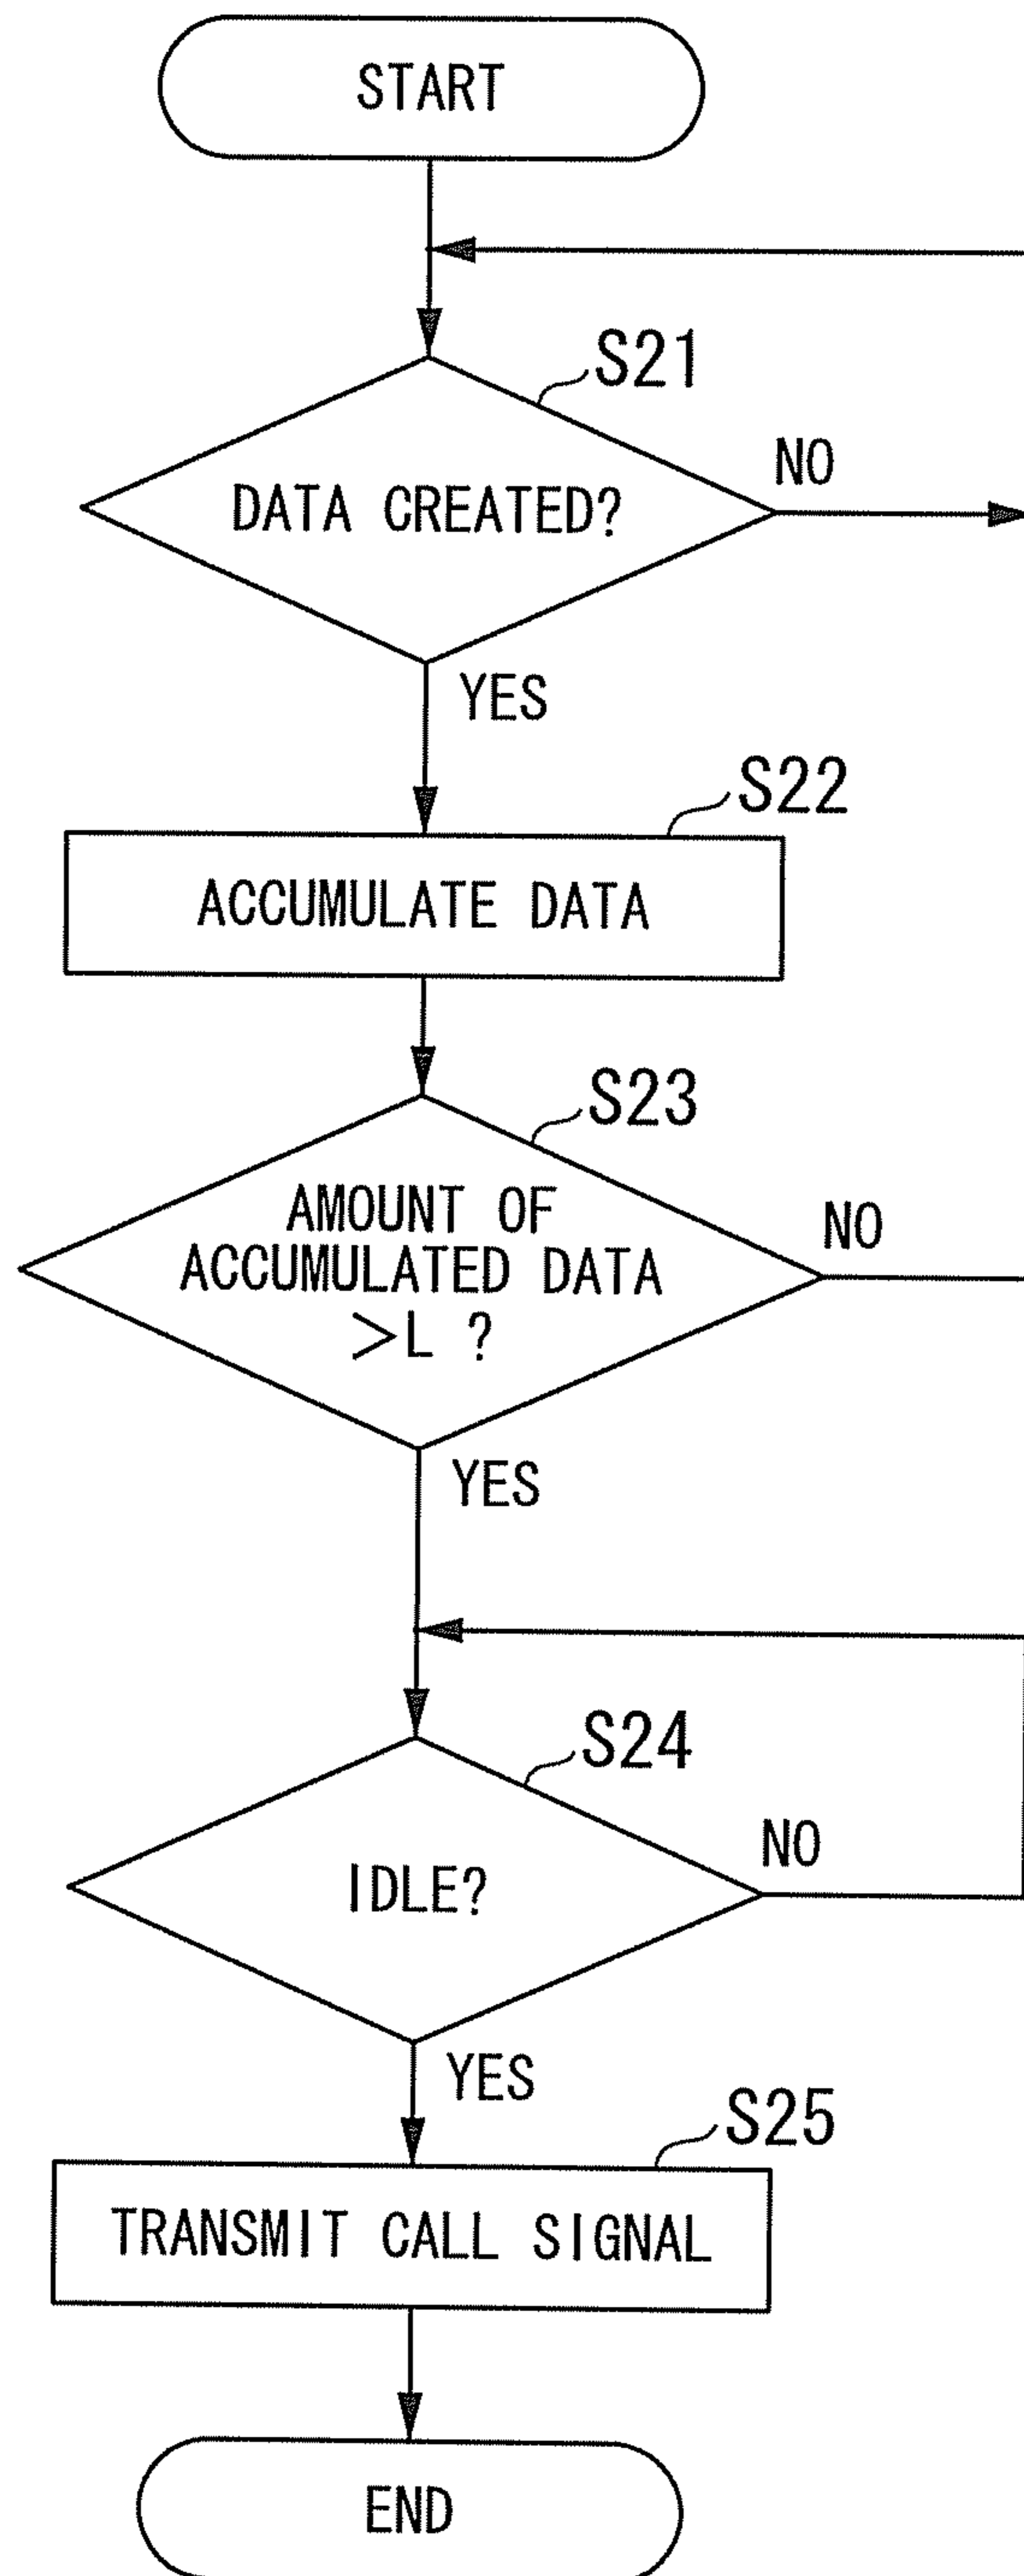 START
S21
NO
DATA CREATED?
YES
S22
ACCUMULATE DATA
S23
NO
AMOUNT OF
ACCUMULATED DATA
>L ?
YES
S24
NO
IDLE?
YES
S25
TRANSMIT CALL SIGNAL
END